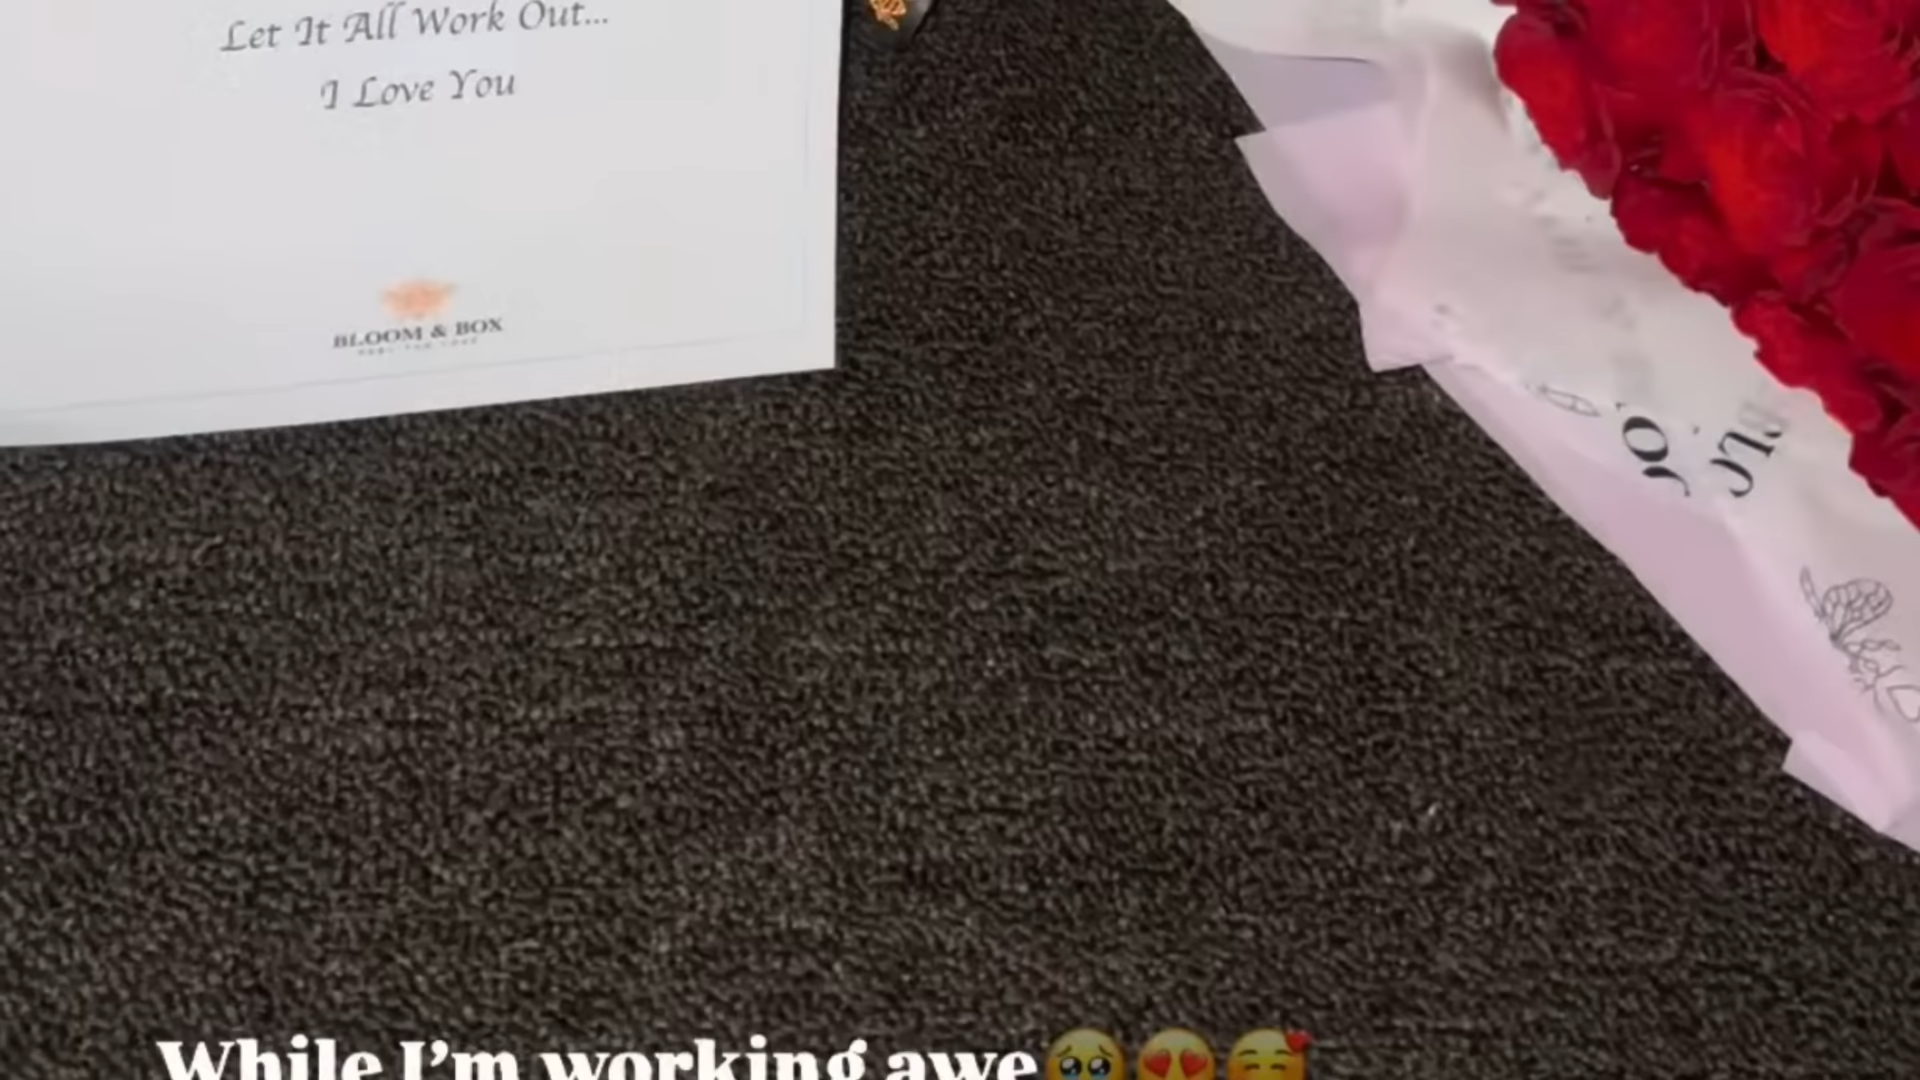 Let It All Work Out...
I Love You
BLOOM & BOX
While I'm working awe🥹😍🥰